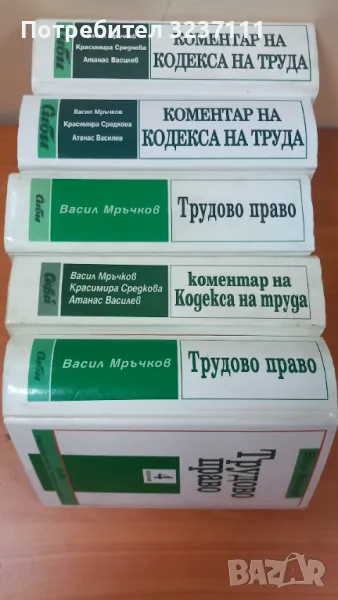 Потребител 3237111
Сиби
Красимира Средкова
Атанас Василев
КОМЕНТАР НА
КОДЕКСА НА ТРУДА
Сиби
Васил Мръчков
Красимира Средкова
Атанас Василев
КОМЕНТАР НА
КОДЕКСА НА ТРУДА
Сиби
Васил Мръчков
Трудово право
Сиби
Васил Мръчков
Красимира Средкова
Атанас Василев
коментар на
Кодекса на труда
Сиби
Васил Мръчков
Трудово право
Трудово
право
4
BAZAR